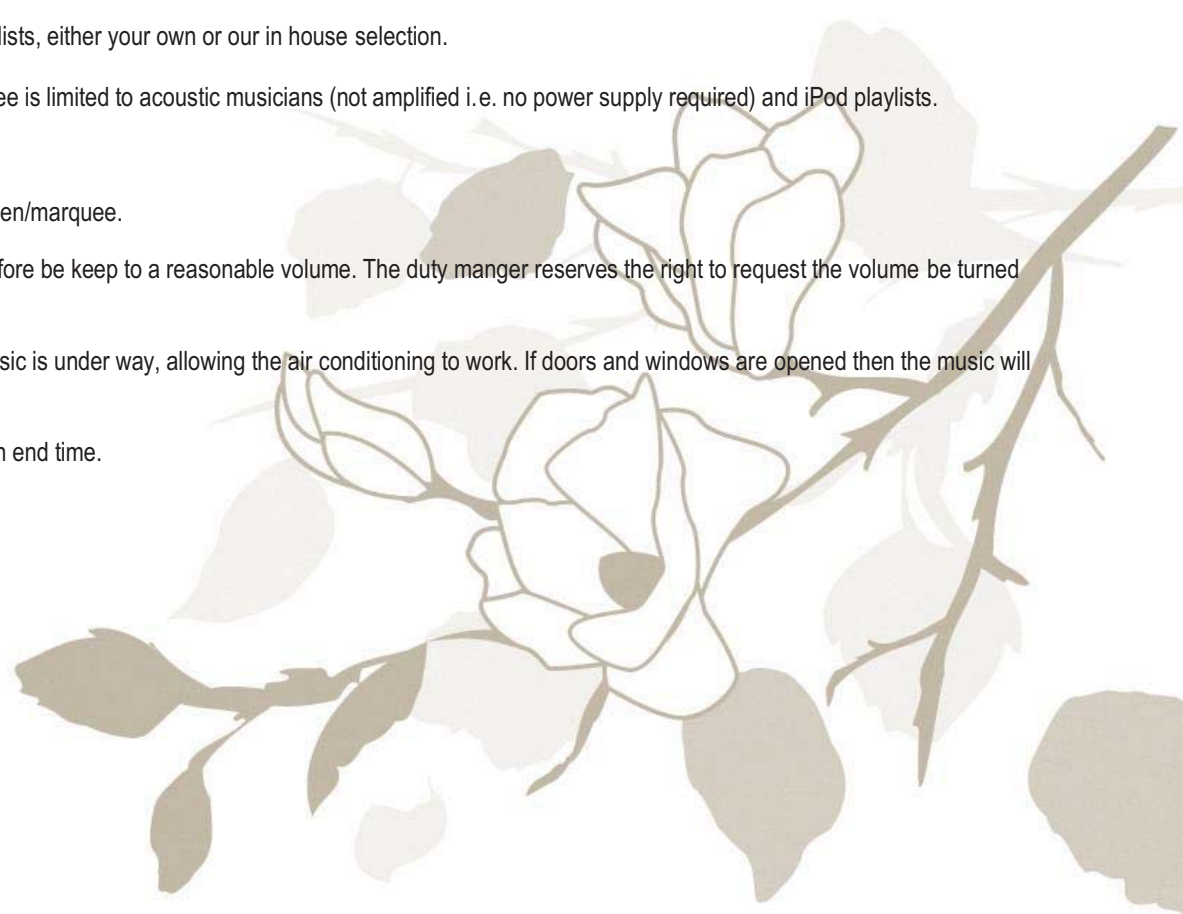 lists, either your own or our in house selection.
ee is limited to acoustic musicians (not amplified i.e. no power supply required) and iPod playlists.
en/marquee.
fore be keep to a reasonable volume. The duty manger reserves the right to request the volume be turned
sic is under way, allowing the air conditioning to work. If doors and windows are opened then the music will
n end time.